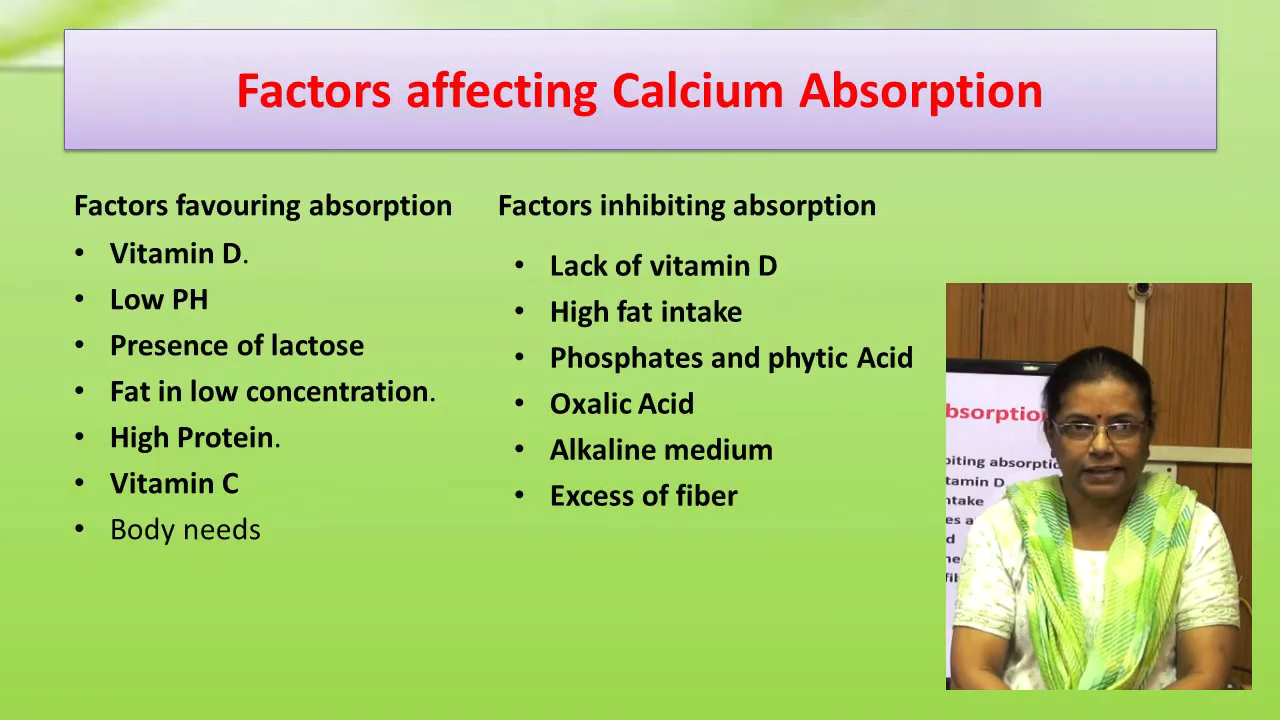 Factors affecting Calcium Absorption
Factors favouring absorption
• Vitamin D.
• Low PH
• Presence of lactose
• Fat in low concentration.
• High Protein.
• Vitamin C
• Body needs
Factors inhibiting absorption
• Lack of vitamin D
• High fat intake
• Phosphates and phytic Acid
• Oxalic Acid
• Alkaline medium
• Excess of fiber